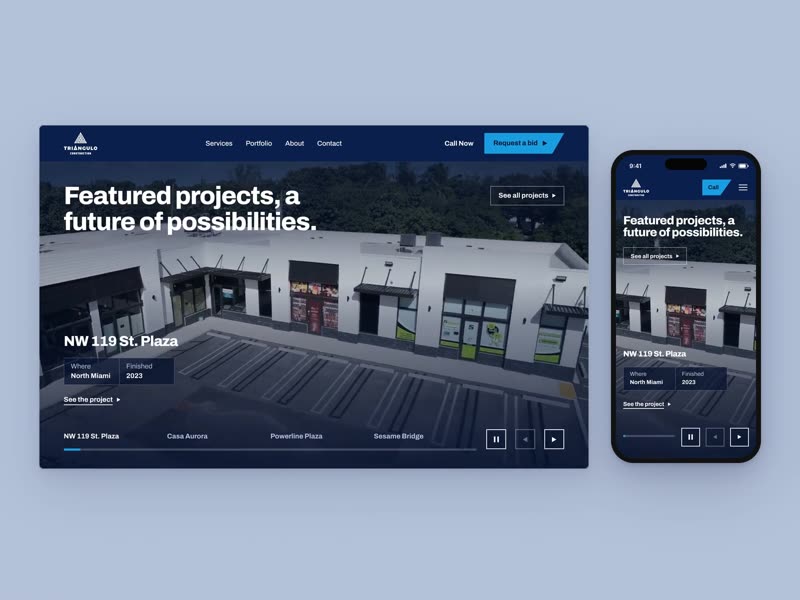 TRIÁNGULO
CONSTRUCTION
Services
Portfolio
About
Contact
Call Now
Request a bid
Featured projects, a
future of possibilities.
See all projects
NW 119 St. Plaza
Where
North Miami
Finished
2023
See the project
NW 119 St. Plaza
Casa Aurora
Powerline Plaza
Sesame Bridge
9:41
TRIÁNGULO
CONSTRUCTION
Call
Featured projects, a
future of possibilities.
See all projects
NW 119 St. Plaza
Where
North Miami
Finished
2023
See the project